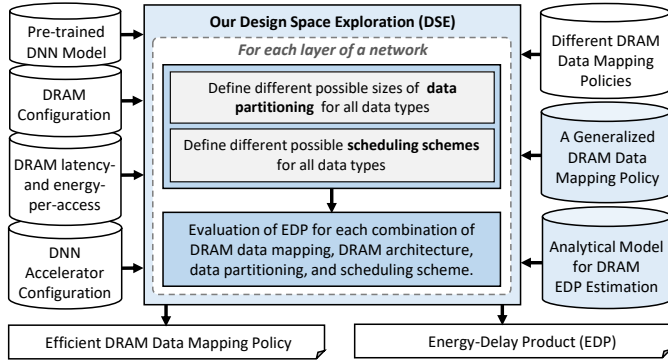 Our Design Space Exploration (DSE)
For each layer of a network
Pre-trained
DNN Model
DRAM
Configuration
DRAM latency-
and energy-
per-access
DNN
Accelerator
Configuration
Define different possible sizes of data
partitioning for all data types
Define different possible scheduling schemes
for all data types
Evaluation of EDP for each combination of
DRAM data mapping, DRAM architecture,
data partitioning, and scheduling scheme.
Different DRAM
Data Mapping
Policies
A Generalized
DRAM Data
Mapping Policy
Analytical Model
for DRAM
EDP Estimation
Efficient DRAM Data Mapping Policy
Energy-Delay Product (EDP)